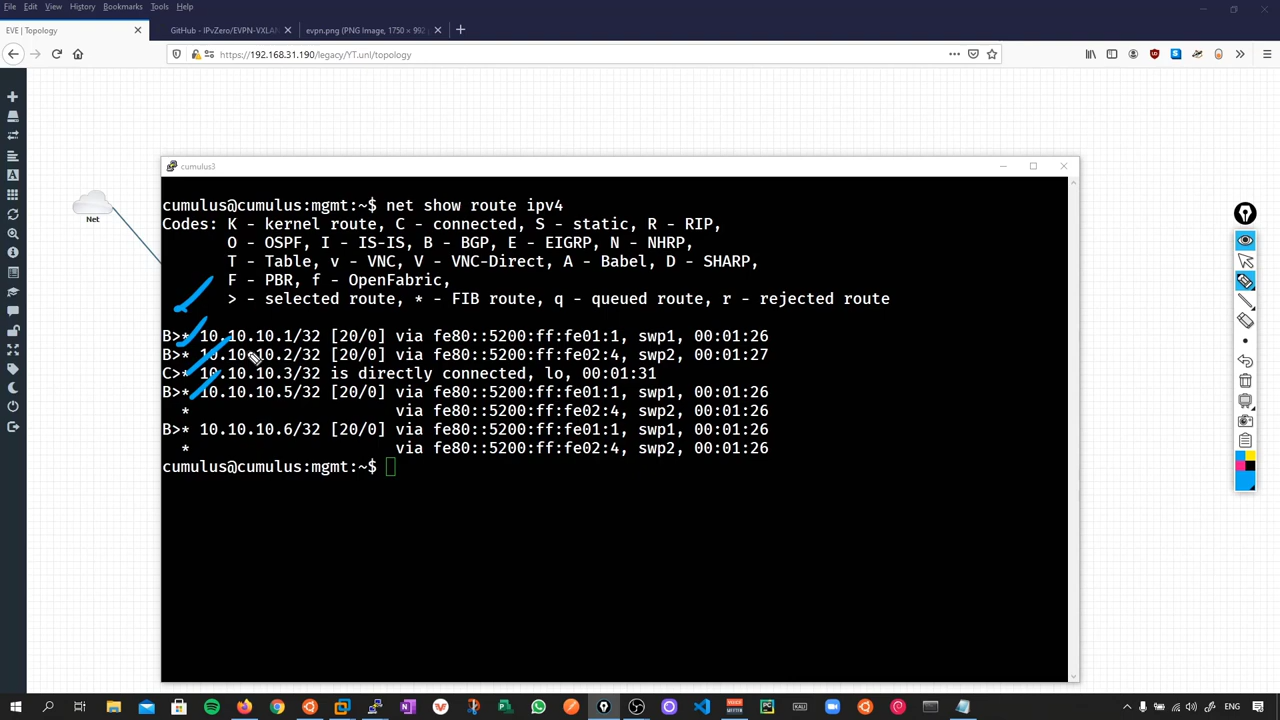 File Edit View History Bookmarks Tools Help
EVE | Topology
GitHub - IPvZero/EVPN-VXLAN
evpn.png (PNG Image, 1750 × 992
https://192.168.31.190/legacy/YT.unl/topology
Net
cumulus3
cumulus@cumulus:mgmt:~$ net show route ipv4
Codes: K - kernel route, C - connected, S - static, R - RIP,
O - OSPF, I - IS-IS, B - BGP, E - EIGRP, N - NHRP,
T - Table, v - VNC, V - VNC-Direct, A - Babel, D - SHARP,
F - PBR, f - OpenFabric,
> - selected route, * - FIB route, q - queued route, r - rejected route
B>* 10.10.10.1/32 [20/0] via fe80::5200:ff:fe01:1, swp1, 00:01:26
B>* 10.10.10.2/32 [20/0] via fe80::5200:ff:fe02:4, swp2, 00:01:27
C>* 10.10.10.3/32 is directly connected, lo, 00:01:31
B>* 10.10.10.5/32 [20/0] via fe80::5200:ff:fe01:1, swp1, 00:01:26
* via fe80::5200:ff:fe02:4, swp2, 00:01:26
B>* 10.10.10.6/32 [20/0] via fe80::5200:ff:fe01:1, swp1, 00:01:26
* via fe80::5200:ff:fe02:4, swp2, 00:01:26
cumulus@cumulus:mgmt:~$
ENG